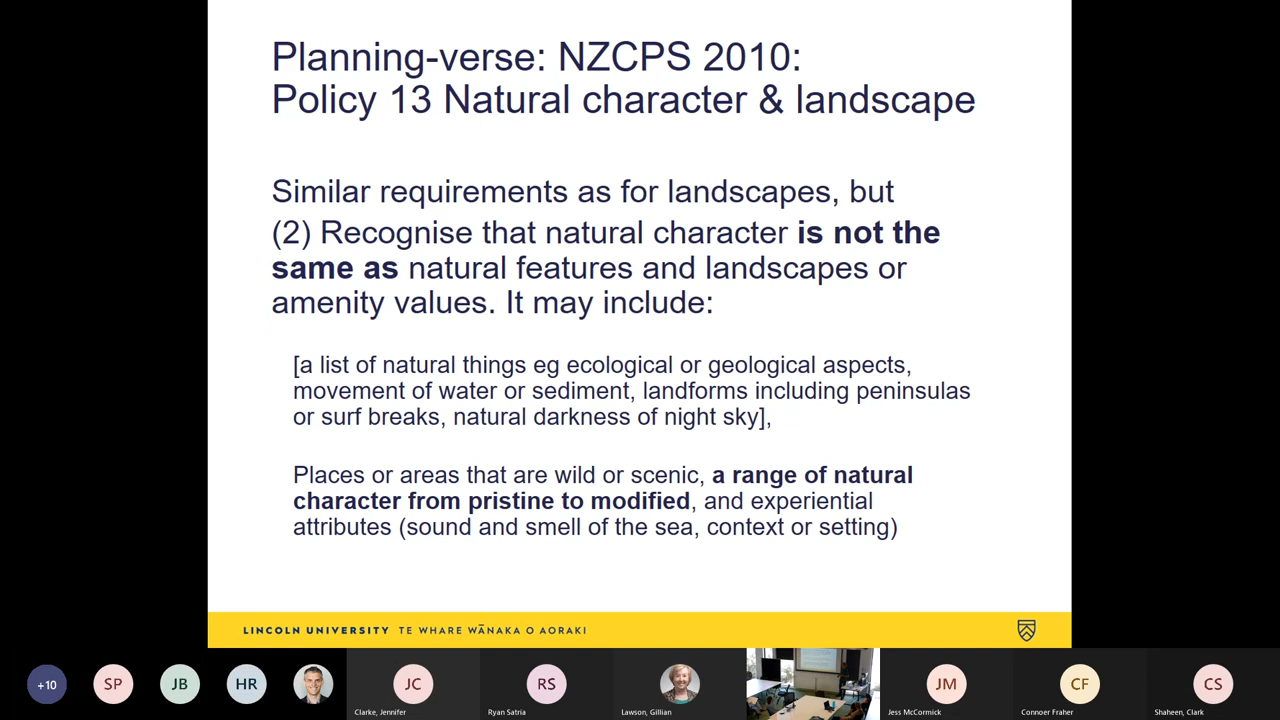 Planning-verse: NZCPS 2010:
Policy 13 Natural character & landscape
Similar requirements as for landscapes, but
(2) Recognise that natural character is not the
same as natural features and landscapes or
amenity values. It may include:
[a list of natural things eg ecological or geological aspects,
movement of water or sediment, landforms including peninsulas
or surf breaks, natural darkness of night sky],
Places or areas that are wild or scenic, a range of natural
character from pristine to modified, and experiential
attributes (sound and smell of the sea, context or setting)
LINCOLN UNIVERSITY TE WHARE WĀNAKA O AORAKI
+10
SP
JB
HR
JC
Clarke, Jennifer
RS
Ryan Satria
Lawson, Gillian
JM
Jess McCormick
CF
Connoer Fraher
CS
Shaheen, Clark